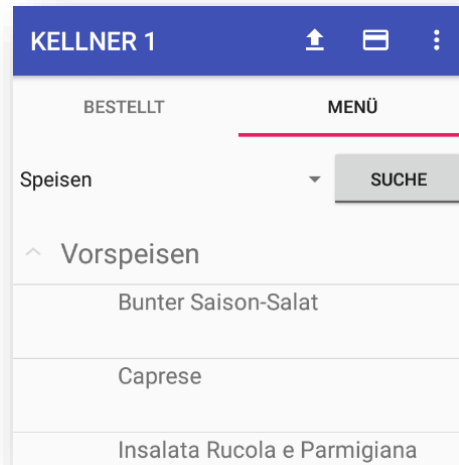 KELLNER 1
BESTELLT MENÜ
Speisen SUCHE
Vorspeisen
Bunter Saison-Salat
Caprese
Insalata Rucola e Parmigiana